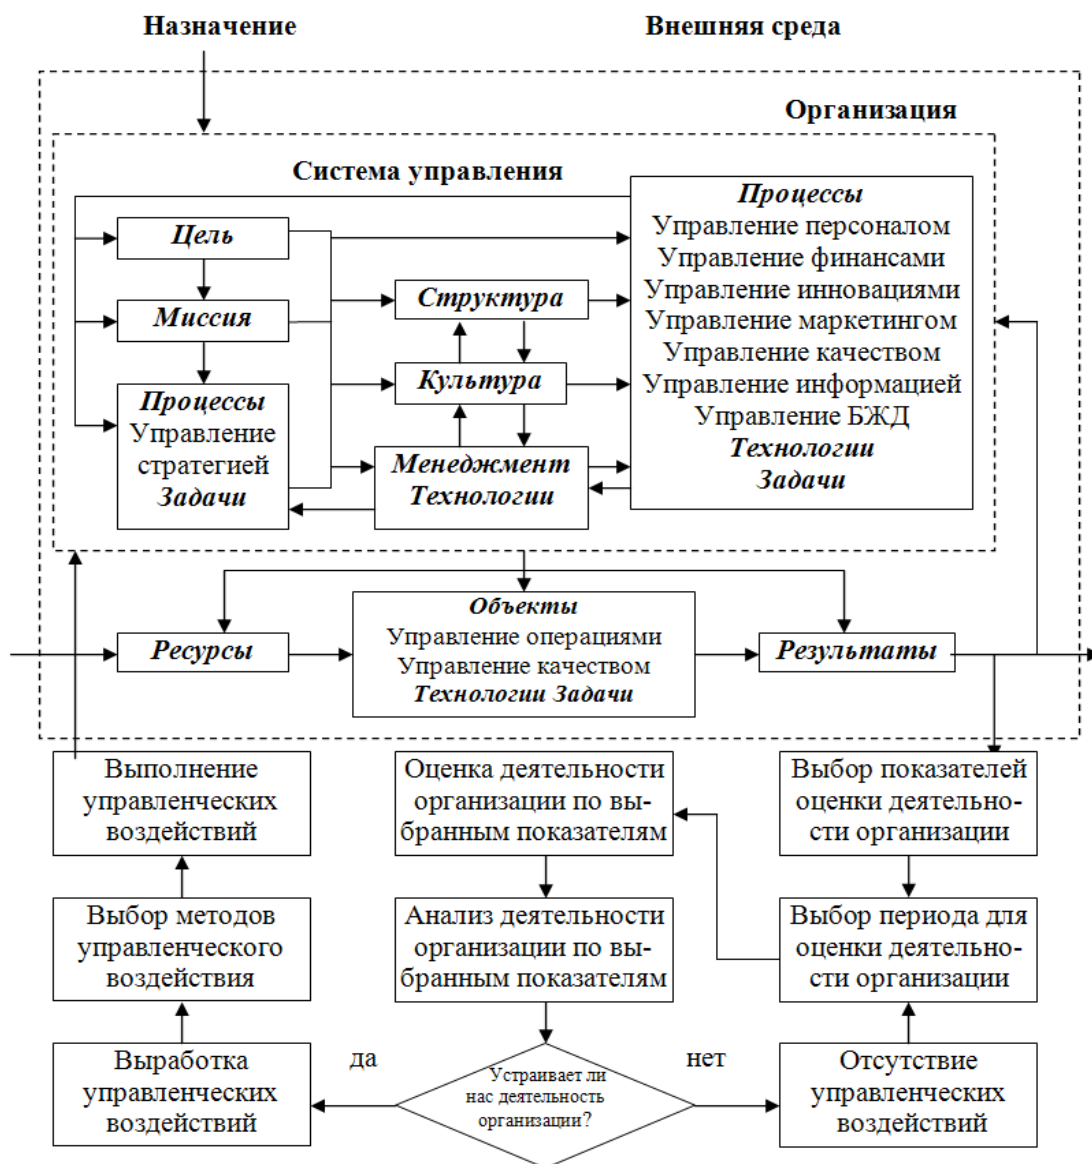 Назначение
Внешняя среда
Организация
Система управления
Цель
Миссия
Процессы
Управление
стратегией
Задачи
Структура
Культура
Менеджмент
Технологии
Процессы
Управление персоналом
Управление финансами
Управление инновациями
Управление маркетингом
Управление качеством
Управление информацией
Управление БЖД
Технологии
Задачи
Ресурсы
Объекты
Управление операциями
Управление качеством
Технологии Задачи
Результаты
Выполнение
управленческих
воздействий
Оценка деятельности
организации по вы-
бранным показателям
Выбор показателей
оценки деятельно-
сти организации
Выбор методов
управленческого
воздействия
Анализ деятельности
организации по вы-
бранным показателям
Выбор периода для
оценки деятельно-
сти организации
Выработка
управленческих
воздействий
да
Устраивает ли
нас деятельность
организации?
нет
Отсутствие
управленческих
воздействий